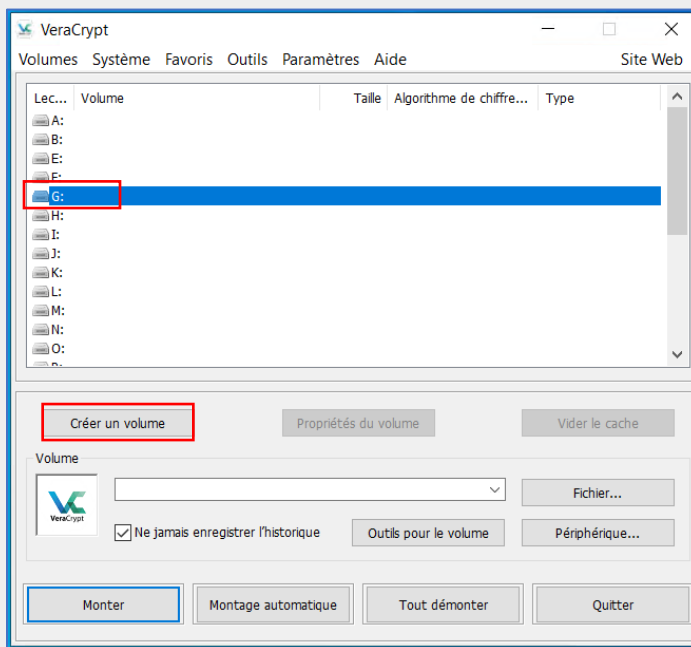 VeraCrypt
Volumes Système Favoris Outils Paramètres Aide Site Web
Lec... Volume Taille Algorithme de chiffre... Type
A:
B:
E:
F:
G:
H:
I:
J:
K:
L:
M:
N:
O:
Créer un volume Propriétés du volume Vider le cache
Volume
VeraCrypt
Fichier...
Ne jamais enregistrer l'historique Outils pour le volume Périphérique...
Monter Montage automatique Tout démonter Quitter